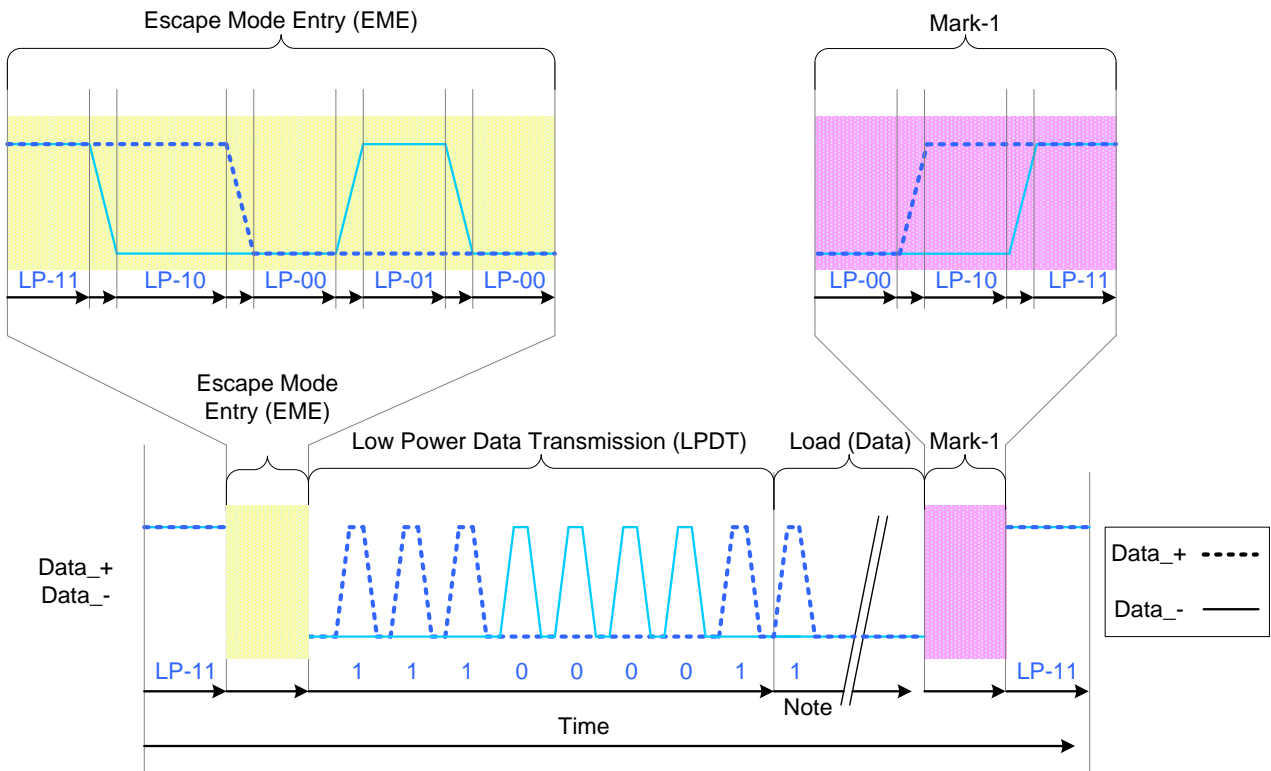 Escape Mode Entry (EME)
Mark-1
LP-11 LP-10 LP-00 LP-01 LP-00
LP-00 LP-10 LP-11
Escape Mode
Entry (EME)
Low Power Data Transmission (LPDT)
Load (Data)
Mark-1
Data_+
Data_-
Data_+
Data_-
LP-11 1 1 1 0 0 0 0 1 1 LP-11
Note
Time